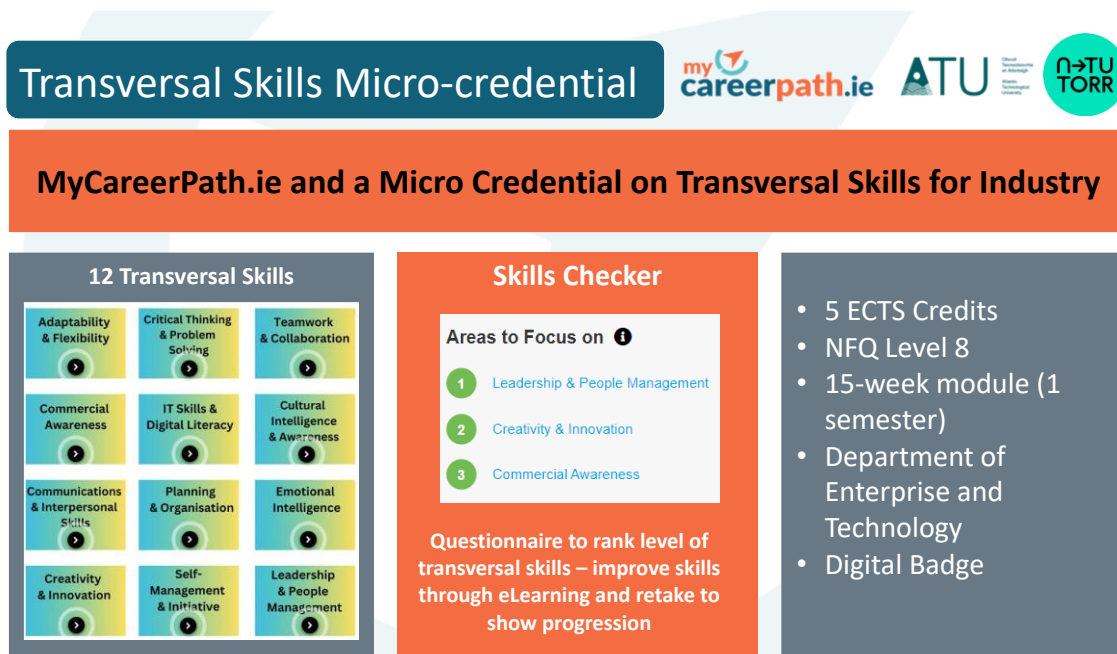 Transversal Skills Micro-credential
my
careerpath.ie
ATU
Ollscoil
Teicneolaíochta
an Atlantaigh
Atlantic
Technological
University
N→TU
TORR
MyCareerPath.ie and a Micro Credential on Transversal Skills for Industry
12 Transversal Skills
Adaptability
& Flexibility
Critical Thinking
& Problem
Solving
Teamwork
& Collaboration
Commercial
Awareness
IT Skills &
Digital Literacy
Cultural
Intelligence
& Awareness
Communications
& Interpersonal
Skills
Planning
& Organisation
Emotional
Intelligence
Creativity
& Innovation
Self-
Management
& Initiative
Leadership
& People
Management
Skills Checker
Areas to Focus on
1 Leadership & People Management
2 Creativity & Innovation
3 Commercial Awareness
Questionnaire to rank level of
transversal skills – improve skills
through eLearning and retake to
show progression
• 5 ECTS Credits
• NFQ Level 8
• 15-week module (1
semester)
• Department of
Enterprise and
Technology
• Digital Badge